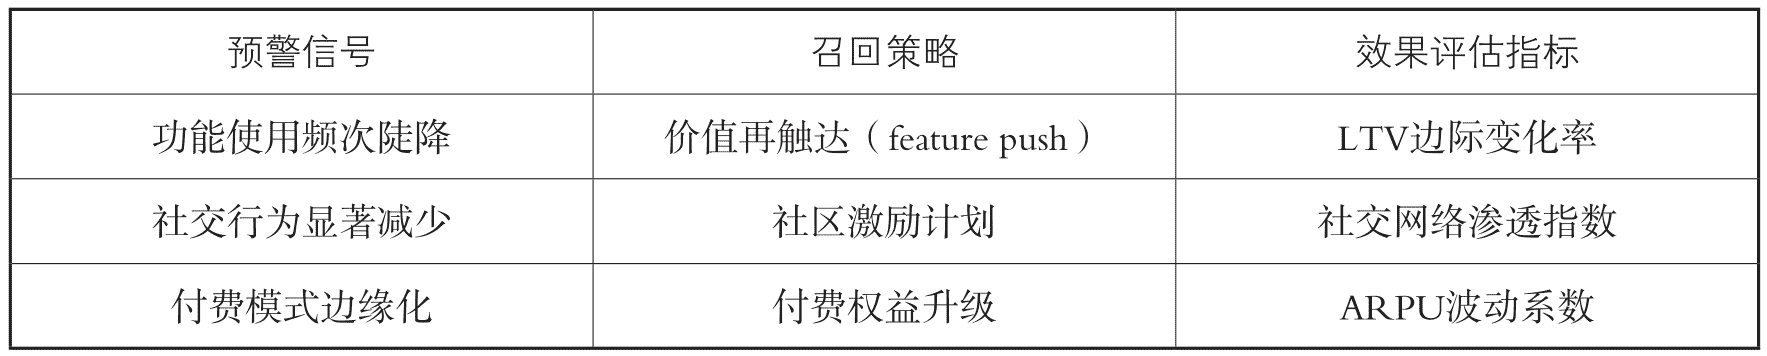 预警信号 召回策略 效果评估指标
功能使用频次陡降 价值再触达（feature push） LTV边际变化率
社交行为显著减少 社区激励计划 社交网络渗透指数
付费模式边缘化 付费权益升级 ARPU波动系数